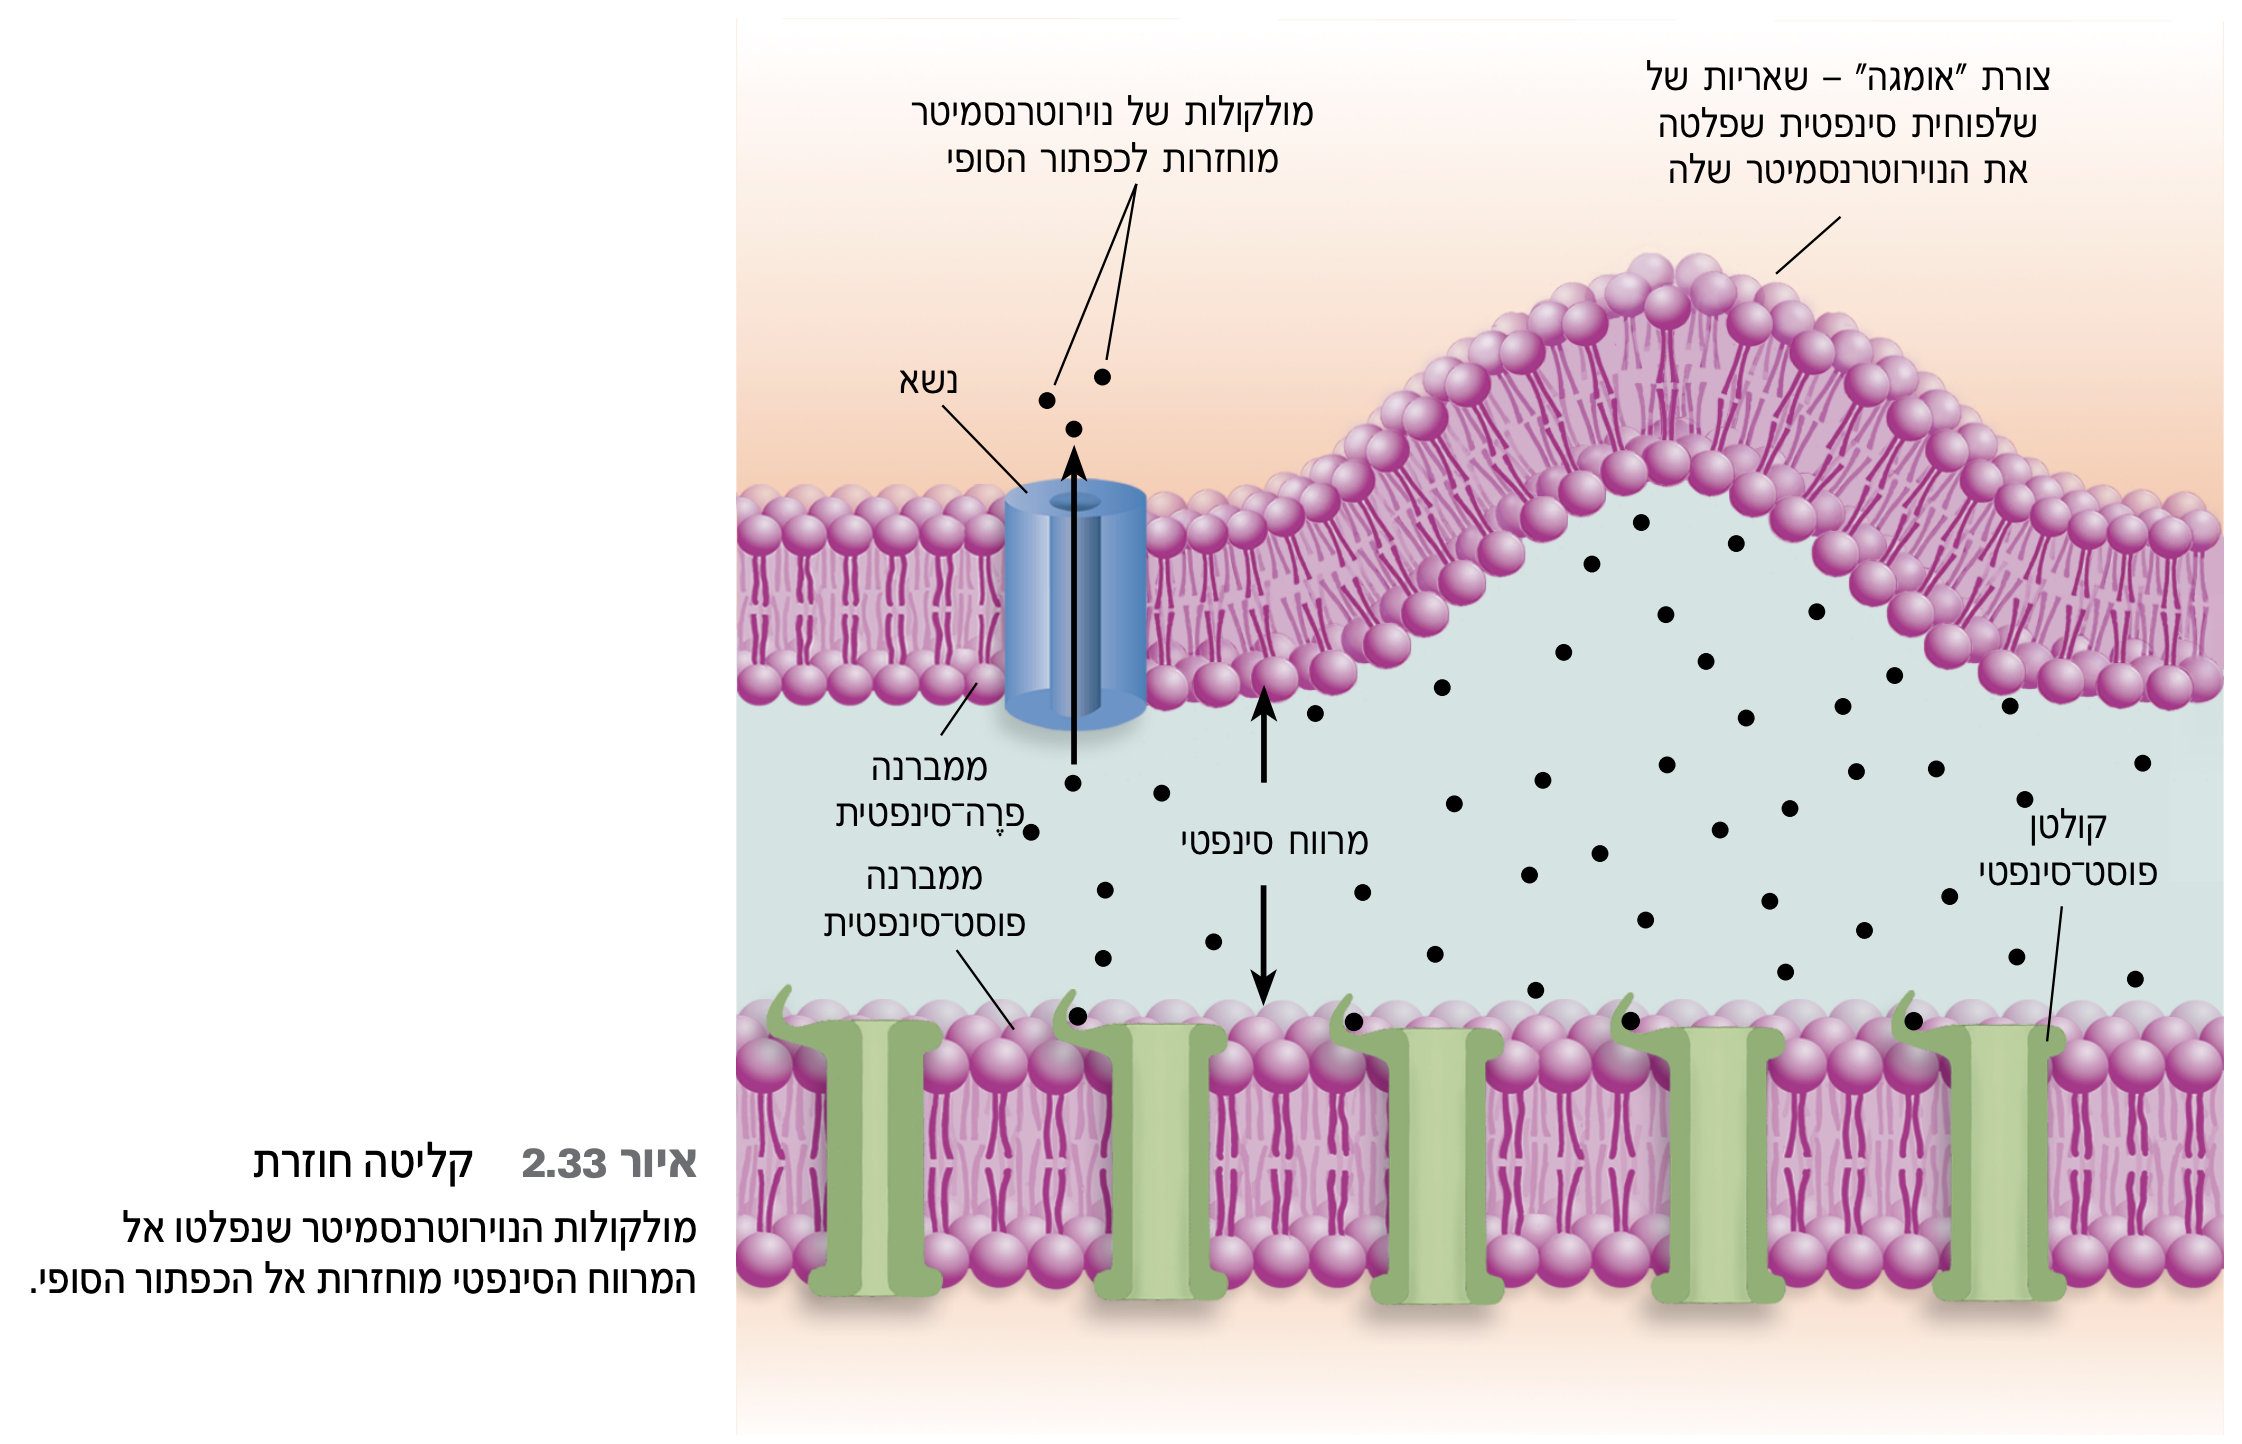 צורת "אומגה" – שאריות של
שלפוחית סינפטית שפלטה
את הנוירוטרנסמיטר שלה
מולקולות של נוירוטרנסמיטר
מוחזרות לכפתור הסופי
נשא
ממברנה
פרֶה־סינפטית
מרווח סינפטי
קולטן
פוסט־סינפטי
ממברנה
פוסט־סינפטית
איור 2.33 קליטה חוזרת
מולקולות הנוירוטרנסמיטר שנפלטו אל
המרווח הסינפטי מוחזרות אל הכפתור הסופי.